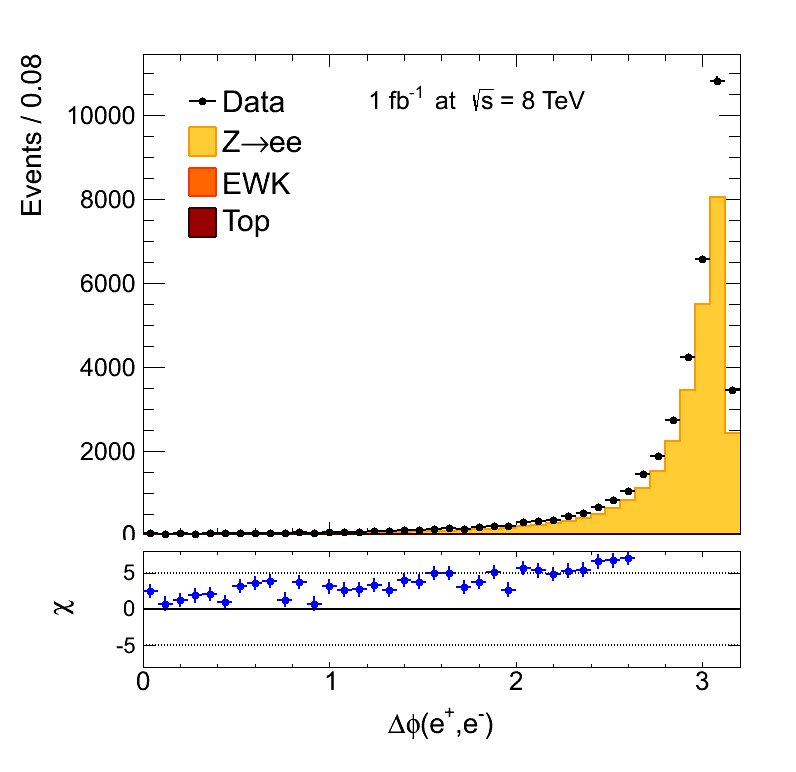 Events / 0.08
10000
8000
6000
4000
2000
0
Data
Z→ee
EWK
Top
1 fb⁻¹ at √s = 8 TeV
χ
5
0
-5
0 1 2 3
Δϕ(e⁺,e⁻)